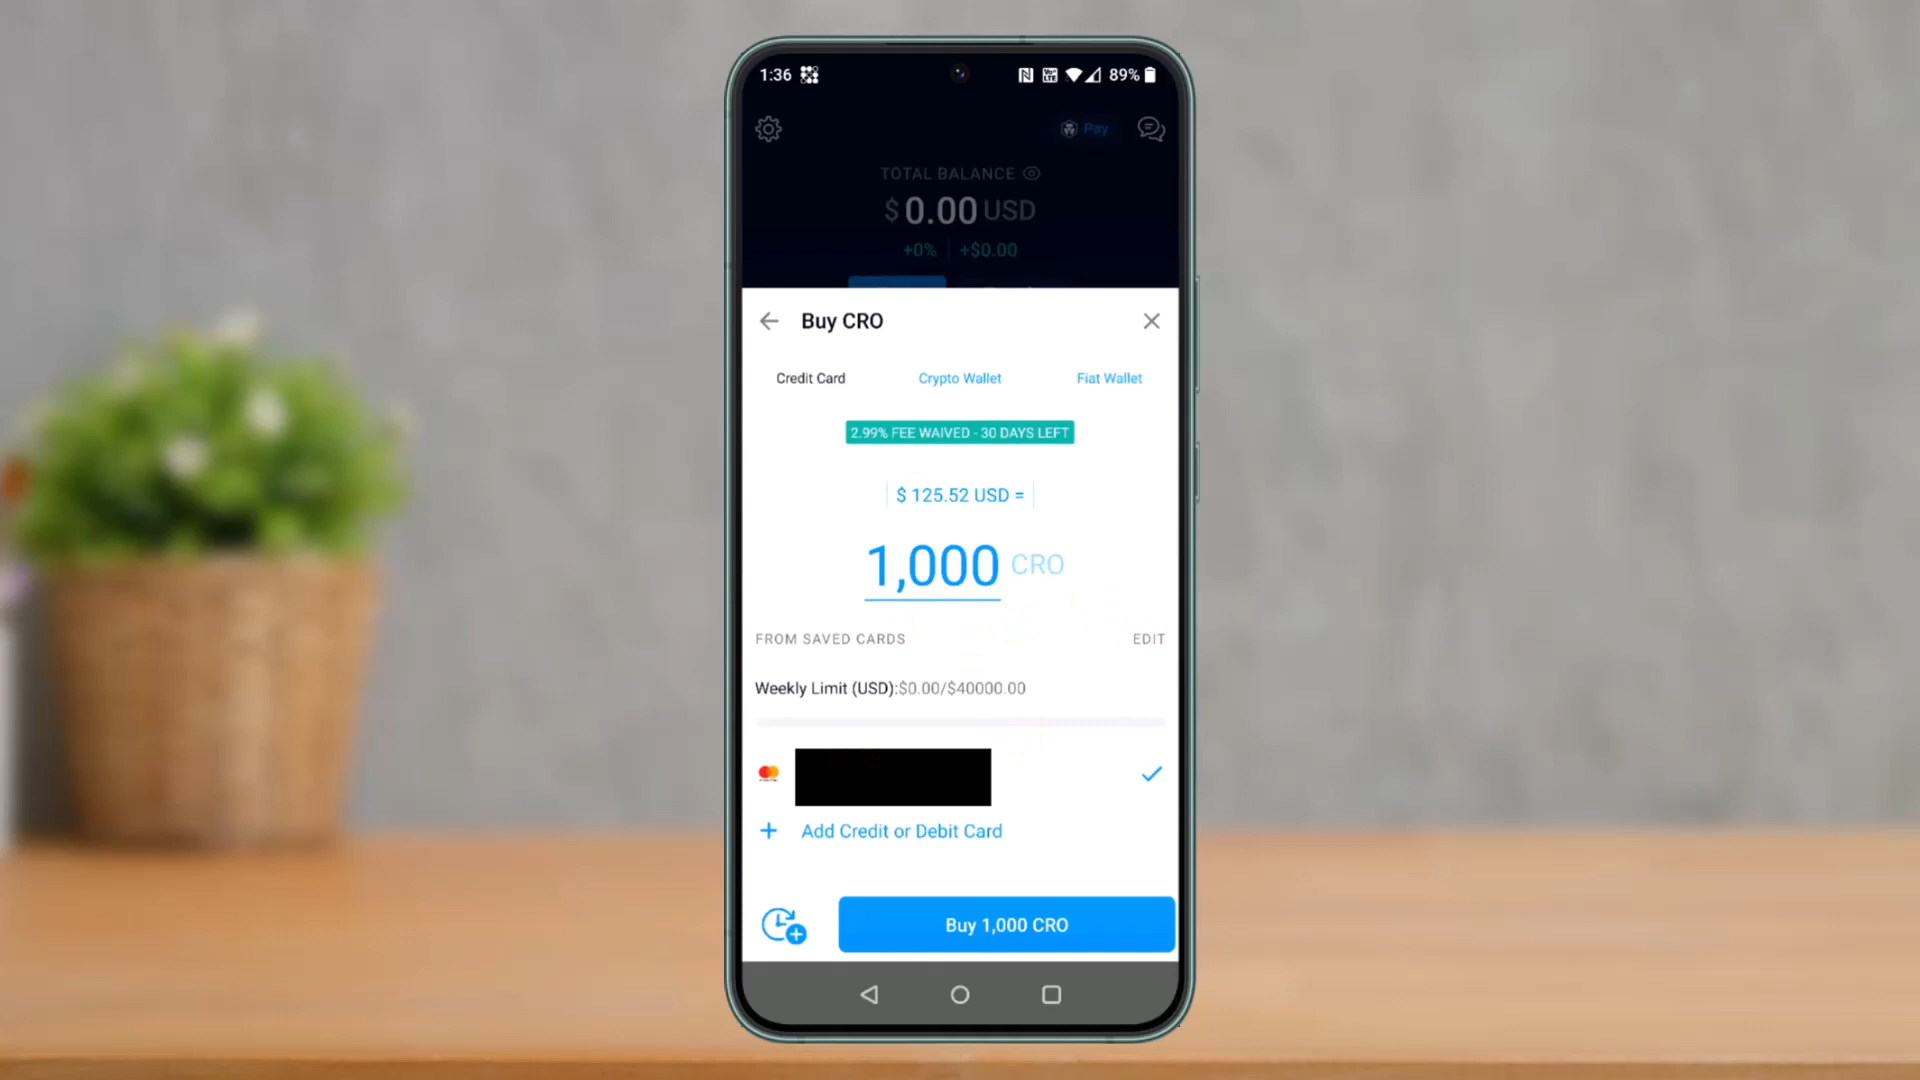 1:36 89%
Pay
TOTAL BALANCE
$ 0.00 USD
+0% +$0.00
Buy CRO
Credit Card Crypto Wallet Fiat Wallet
2.99% FEE WAIVED - 30 DAYS LEFT
$ 125.52 USD =
1,000 CRO
FROM SAVED CARDS EDIT
Weekly Limit (USD):$0.00/$40000.00
+ Add Credit or Debit Card
Buy 1,000 CRO